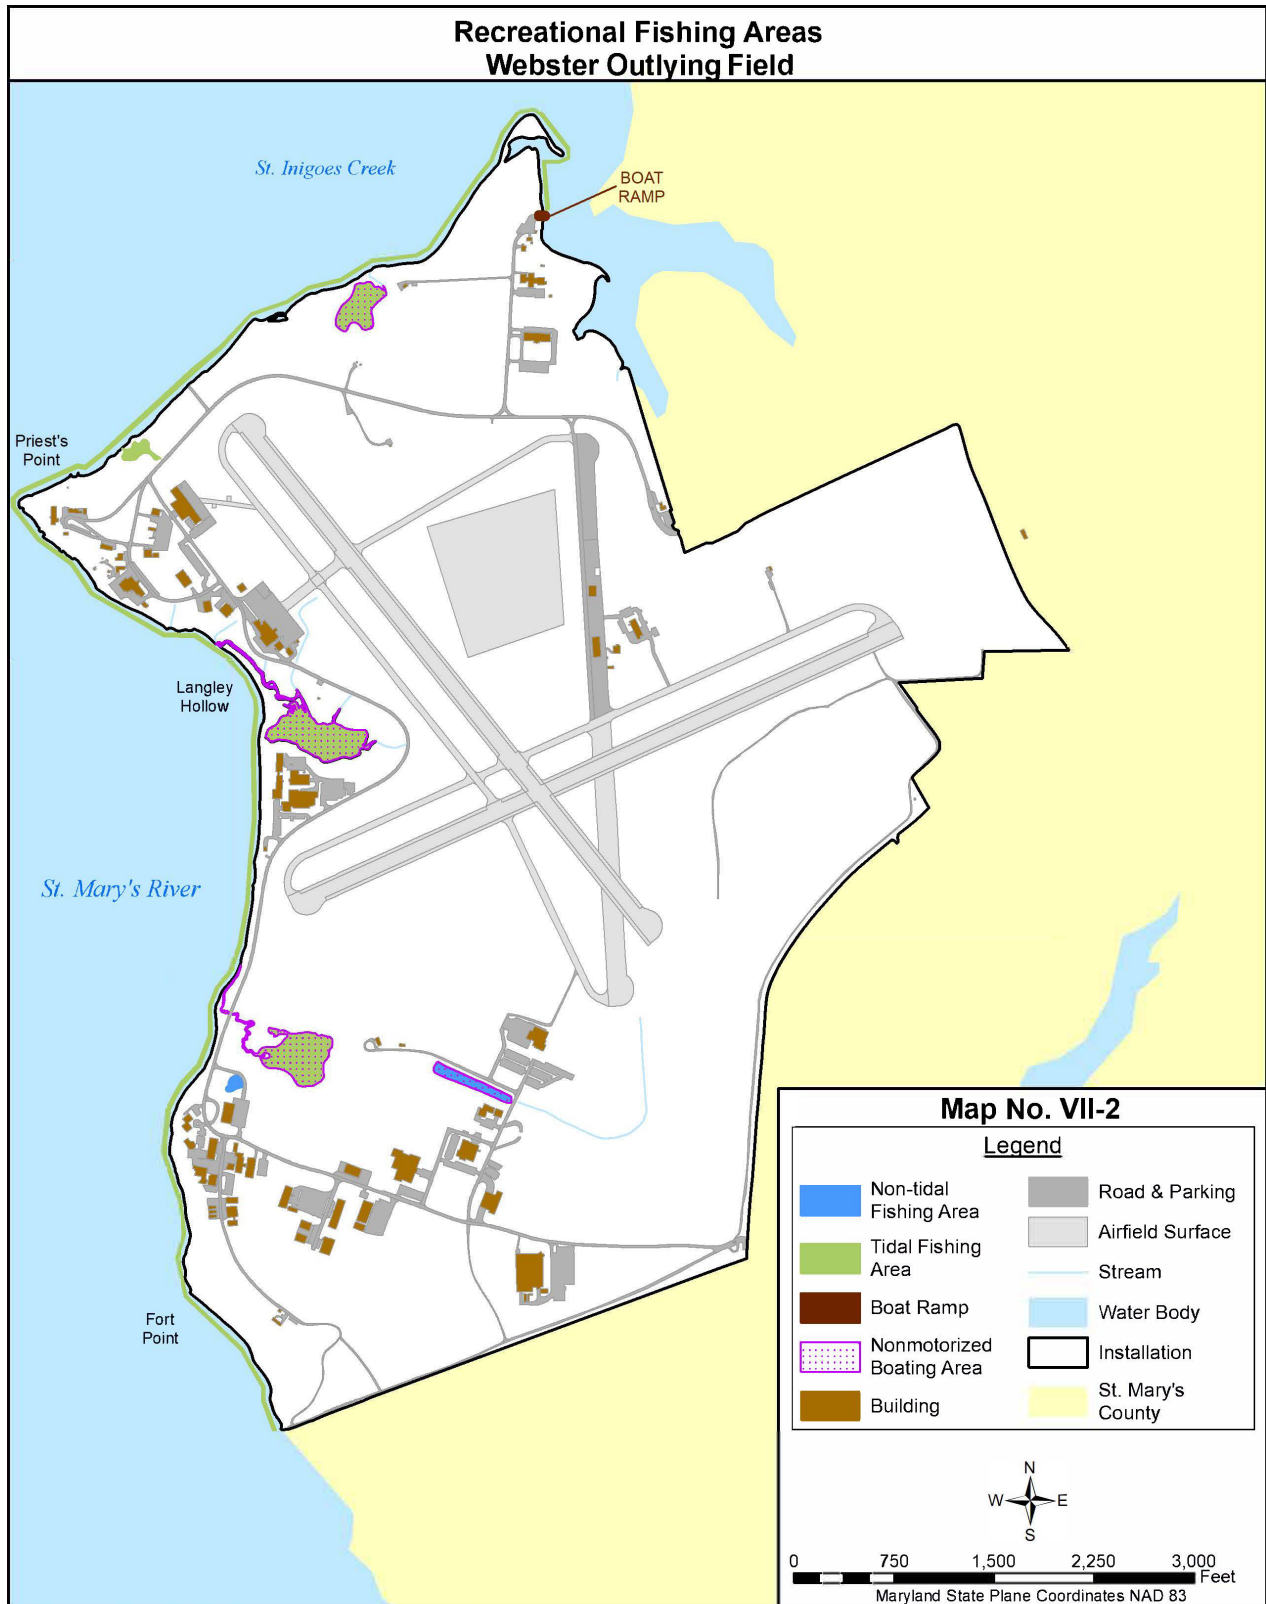 Recreational Fishing Areas
Webster Outlying Field
St. Inigoes Creek
BOAT
RAMP
Priest's
Point
Langley
Hollow
St. Mary's River
Fort
Point
Map No. VII-2
Legend
Non-tidal
Fishing Area
Tidal Fishing
Area
Boat Ramp
Nonmotorized
Boating Area
Building
Road & Parking
Airfield Surface
Stream
Water Body
Installation
St. Mary's
County
N
W E
S
0 750 1,500 2,250 3,000
Feet
Maryland State Plane Coordinates NAD 83